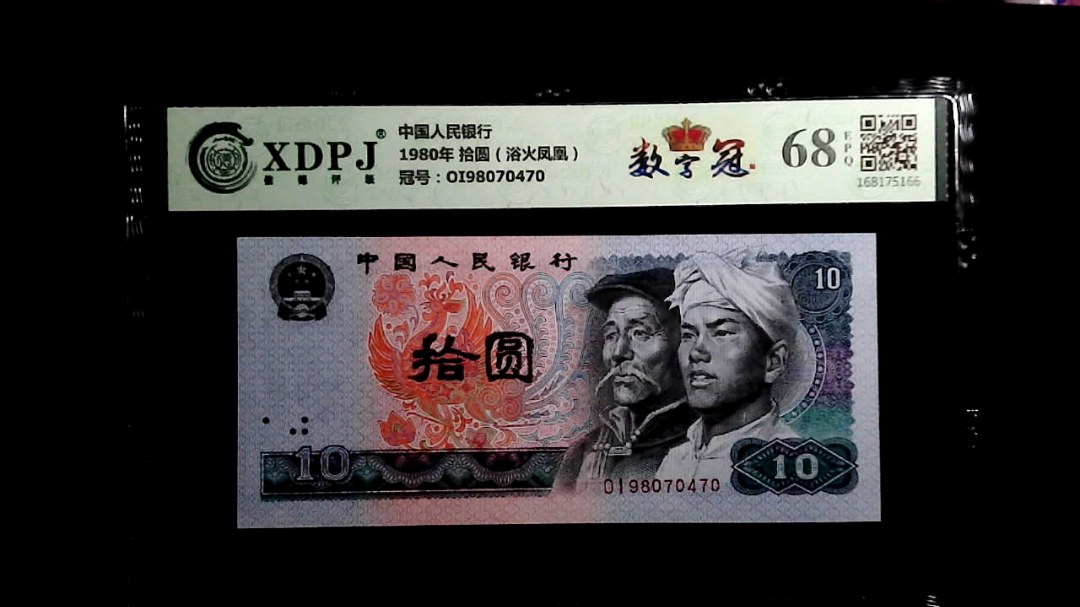 XDPJ®
中国人民银行
1980年 拾圆（浴火凤凰）
冠号：OI98070470
数字冠
68
EPQ
168175166
中國人民银行
10
拾圆
10
OI98070470
10